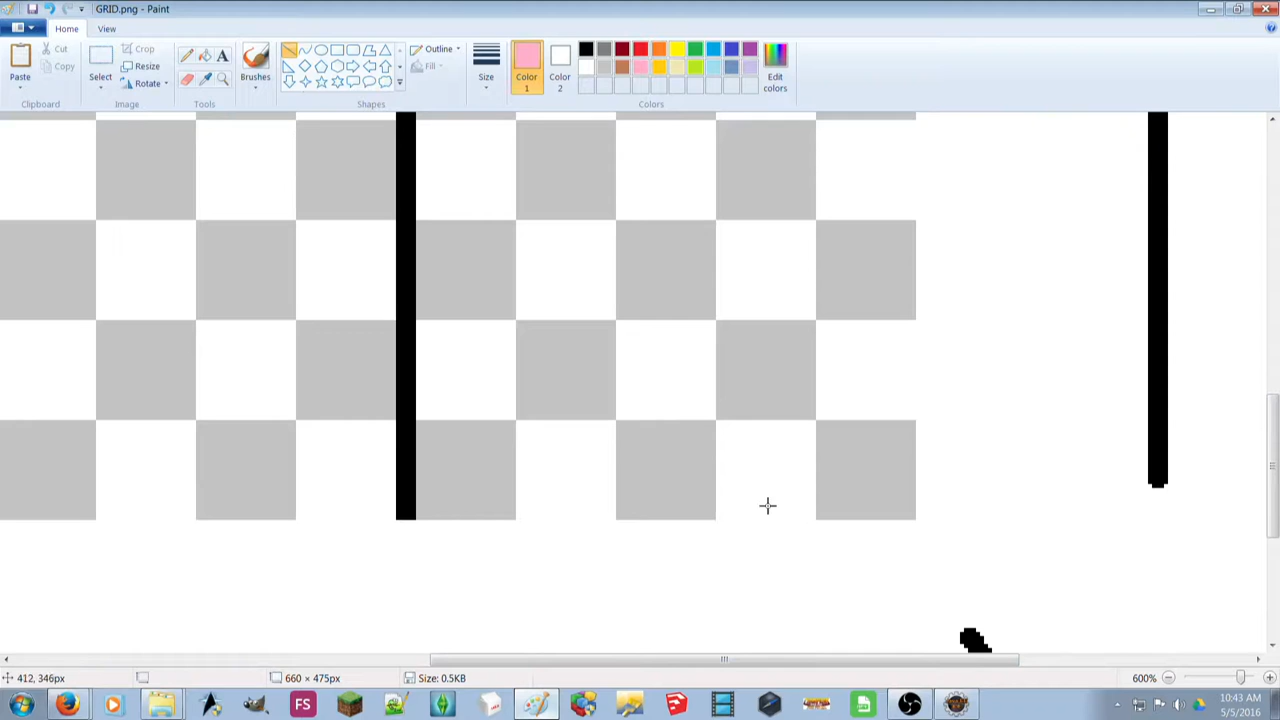 GRID.png - Paint
Home
View
Paste
Cut
Copy
Clipboard
Select
Crop
Resize
Rotate
Image
A
Tools
Brushes
Outline
Fill
Shapes
Size
Color 1
Color 2
Edit colors
Colors
412, 346px
660 × 475px
Size: 0.5KB
600%
FS
10:43 AM
5/5/2016